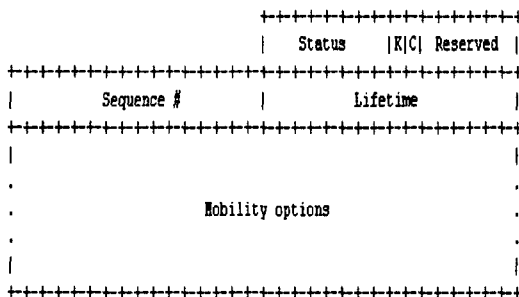 Status |K|C| Reserved
Sequence # | Lifetime
Mobility options